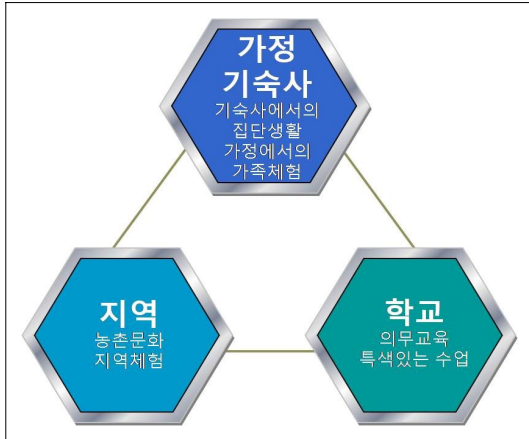 가정
기숙사
기숙사에서의
집단생활
가정에서의
가족체험
지역
농촌문화
지역체험
학교
의무교육
특색있는 수업